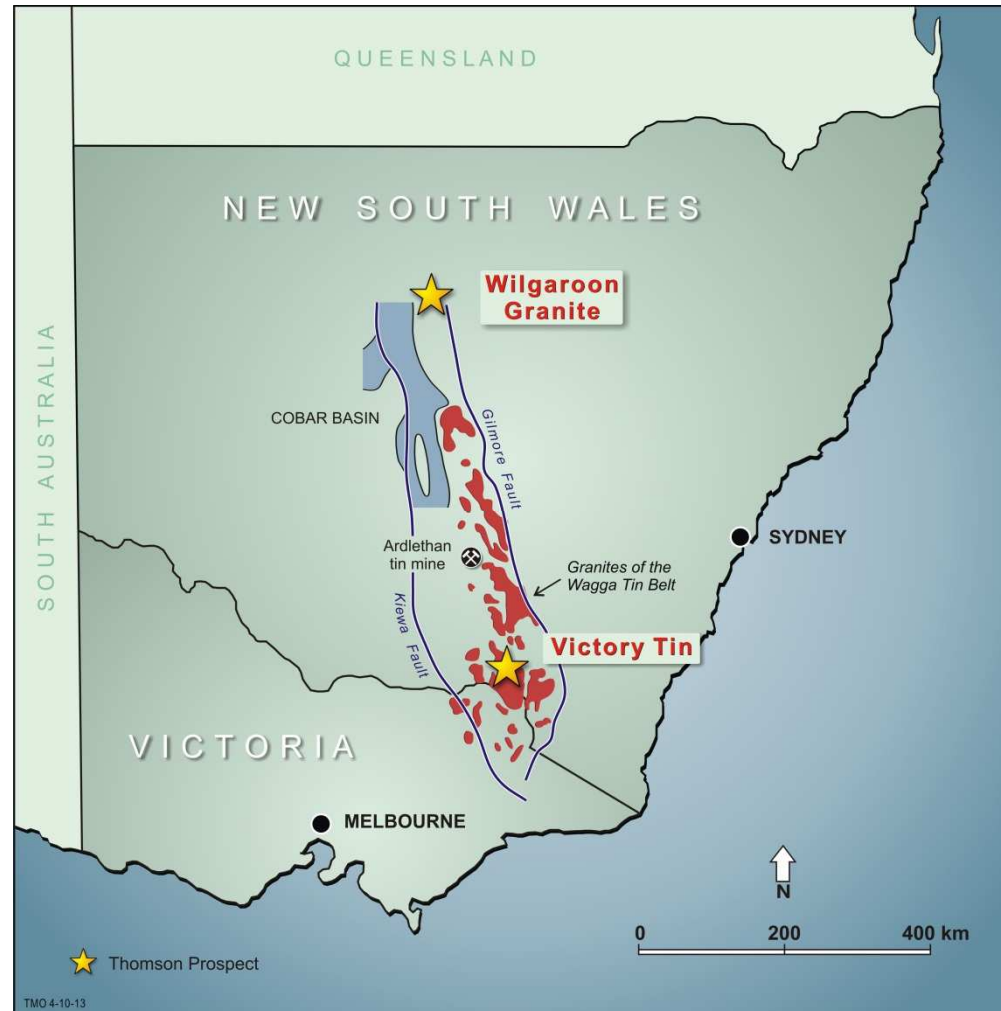 QUEENSLAND
NEW SOUTH WALES
SOUTH AUSTRALIA
Wilgaroon
Granite
COBAR BASIN
Gilmore Fault
Ardlethan
tin mine
SYDNEY
Granites of the
Wagga Tin Belt
Kiewa Fault
Victory Tin
VICTORIA
MELBOURNE
N
0 200 400 km
Thomson Prospect
TMO 4-10-13